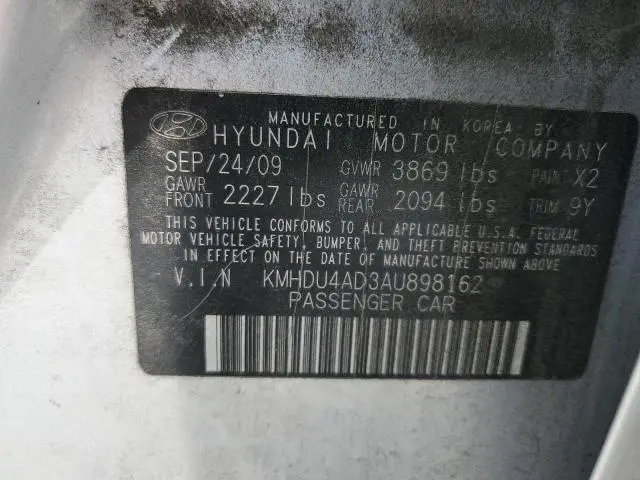 MANUFACTURED IN KOREA BY
HYUNDAI MOTOR COMPANY
SEP/24/09 GVWR 3869 lbs PAINT X2
GAWR FRONT 2227 lbs GAWR REAR 2094 lbs TRIM 9Y
THIS VEHICLE CONFORMS TO ALL APPLICABLE U.S.A. FEDERAL
MOTOR VEHICLE SAFETY, BUMPER, AND THEFT PREVENTION STANDARDS
IN EFFECT ON THE DATE OF MANUFACTURE SHOWN ABOVE
V.I.N KMHDU4AD3AU898162
PASSENGER CAR